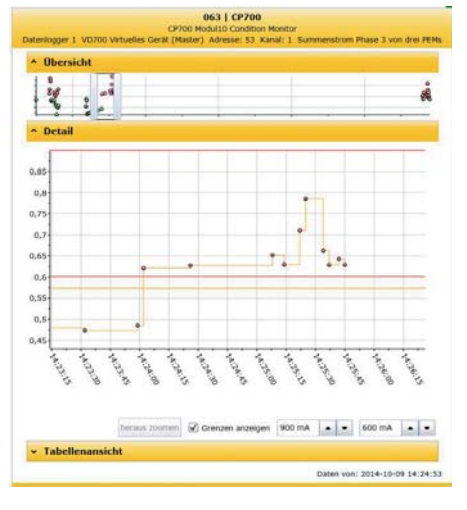 063 | CP700
CP700 Modul10 Condition Monitor
Datenlogger 1 VD700 Virtuelles Gerät (Master) Adresse: 53 Kanal: 1 Summenstrom Phase 3 von drei PEMs
Übersicht
Detail
0,85
0,8
0,75
0,7
0,65
0,6
0,55
0,5
0,45
14:23:15
14:23:30
14:23:45
14:24:00
14:24:15
14:24:30
14:24:45
14:25:00
14:25:15
14:25:30
14:25:45
14:26:00
14:26:15
heraus zoomen Grenzen anzeigen 900 mA 600 mA
Tabellenansicht
Daten von: 2014-10-09 14:24:53